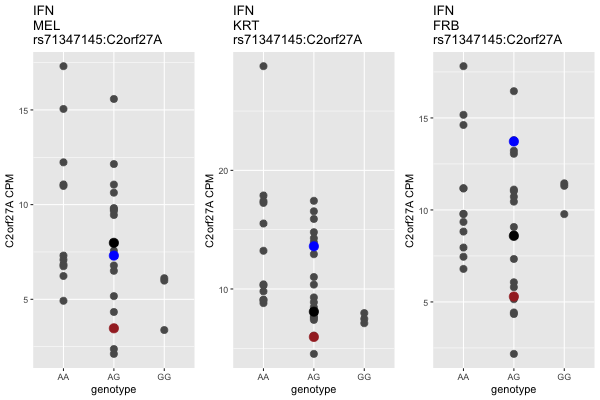 IFN
MEL
rs71347145:C2orf27A
C2orf27A CPM
15
10
5
AA
AG
GG
genotype
IFN
KRT
rs71347145:C2orf27A
C2orf27A CPM
20
10
AA
AG
GG
genotype
IFN
FRB
rs71347145:C2orf27A
C2orf27A CPM
15
10
5
AA
AG
GG
genotype